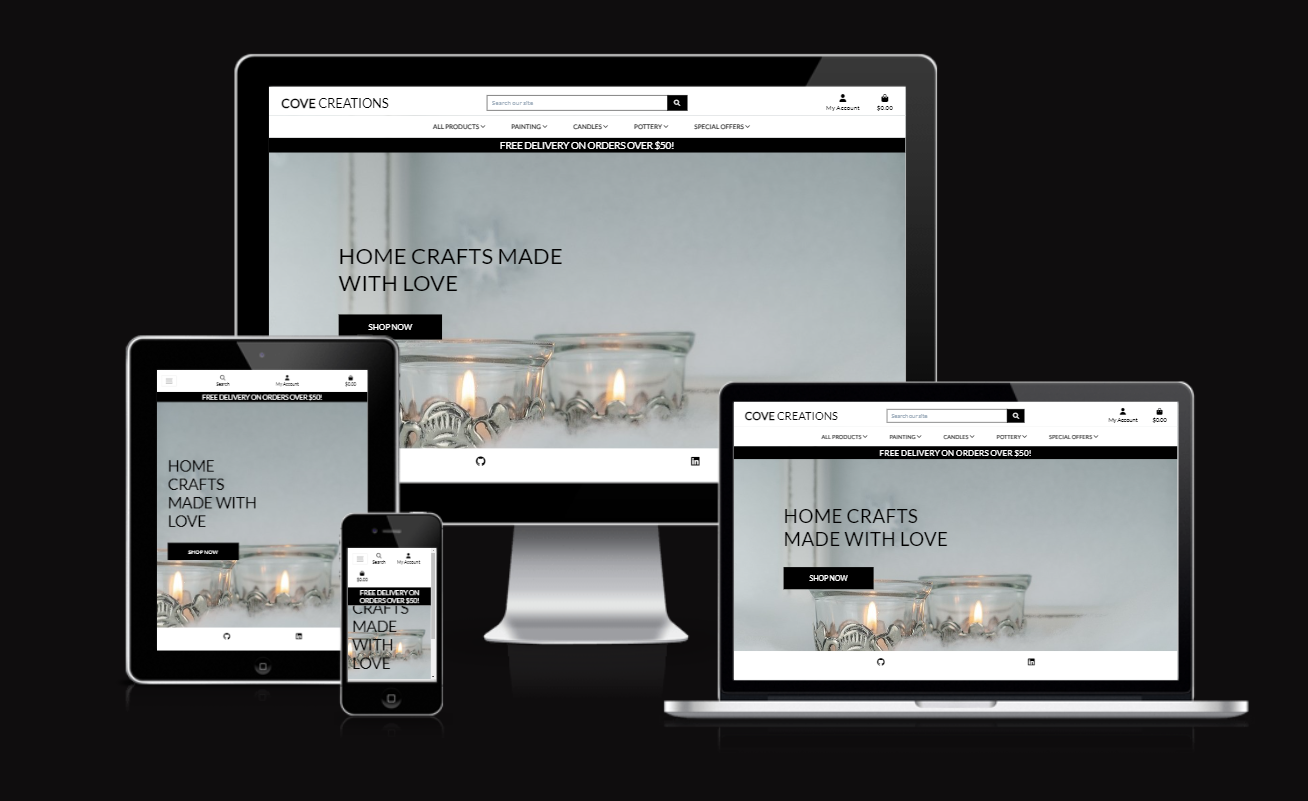 COVE CREATIONS
Search our site
My Account
$0.00
ALL PRODUCTS
PAINTING
CANDLES
POTTERY
SPECIAL OFFERS
FREE DELIVERY ON ORDERS OVER $50!
HOME CRAFTS MADE
WITH LOVE
SHOP NOW
Search
My Account
$0.00
FREE DELIVERY ON ORDERS OVER $50!
HOME
CRAFTS
MADE WITH
LOVE
SHOP NOW
Search
My Account
$0.00
FREE DELIVERY ON
ORDERS OVER $50!
CRAFTS
MADE
WITH
LOVE
COVE CREATIONS
Search our site
My Account
$0.00
ALL PRODUCTS
PAINTING
CANDLES
POTTERY
SPECIAL OFFERS
FREE DELIVERY ON ORDERS OVER $50!
HOME CRAFTS
MADE WITH LOVE
SHOP NOW